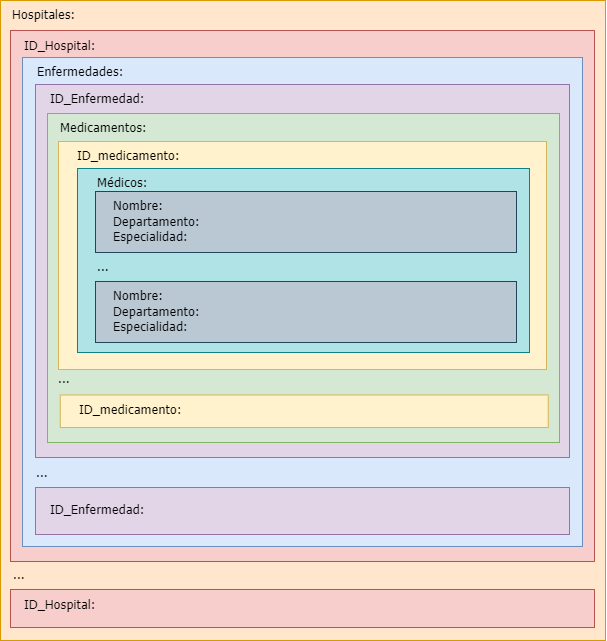 Hospitales:
ID_Hospital:
Enfermedades:
ID_Enfermedad:
Medicamentos:
ID_medicamento:
Médicos:
Nombre:
Departamento:
Especialidad:
...
Nombre:
Departamento:
Especialidad:
...
ID_medicamento:
...
ID_Enfermedad:
...
ID_Hospital: